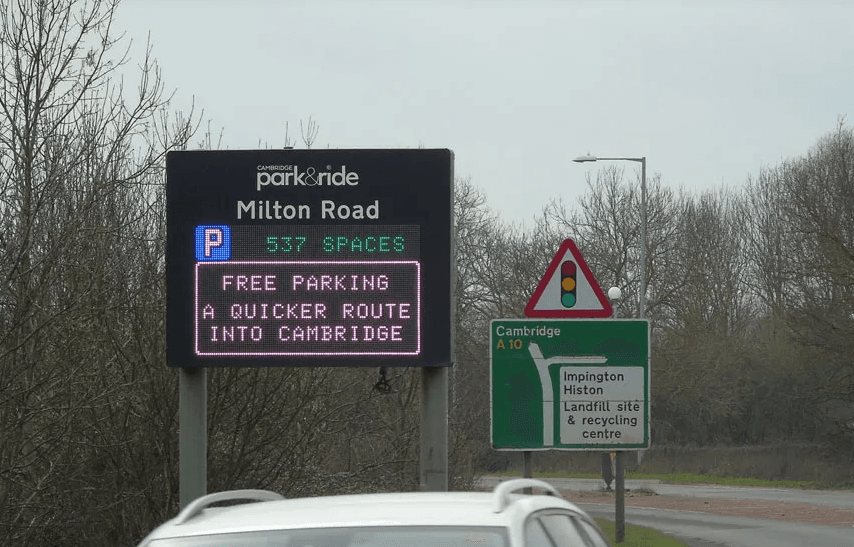 CAMBRIDGE
park&ride
Milton Road
P 537 SPACES
FREE PARKING
A QUICKER ROUTE
INTO CAMBRIDGE
Cambridge
A 10
Impington
Histon
Landfill site
& recycling
centre